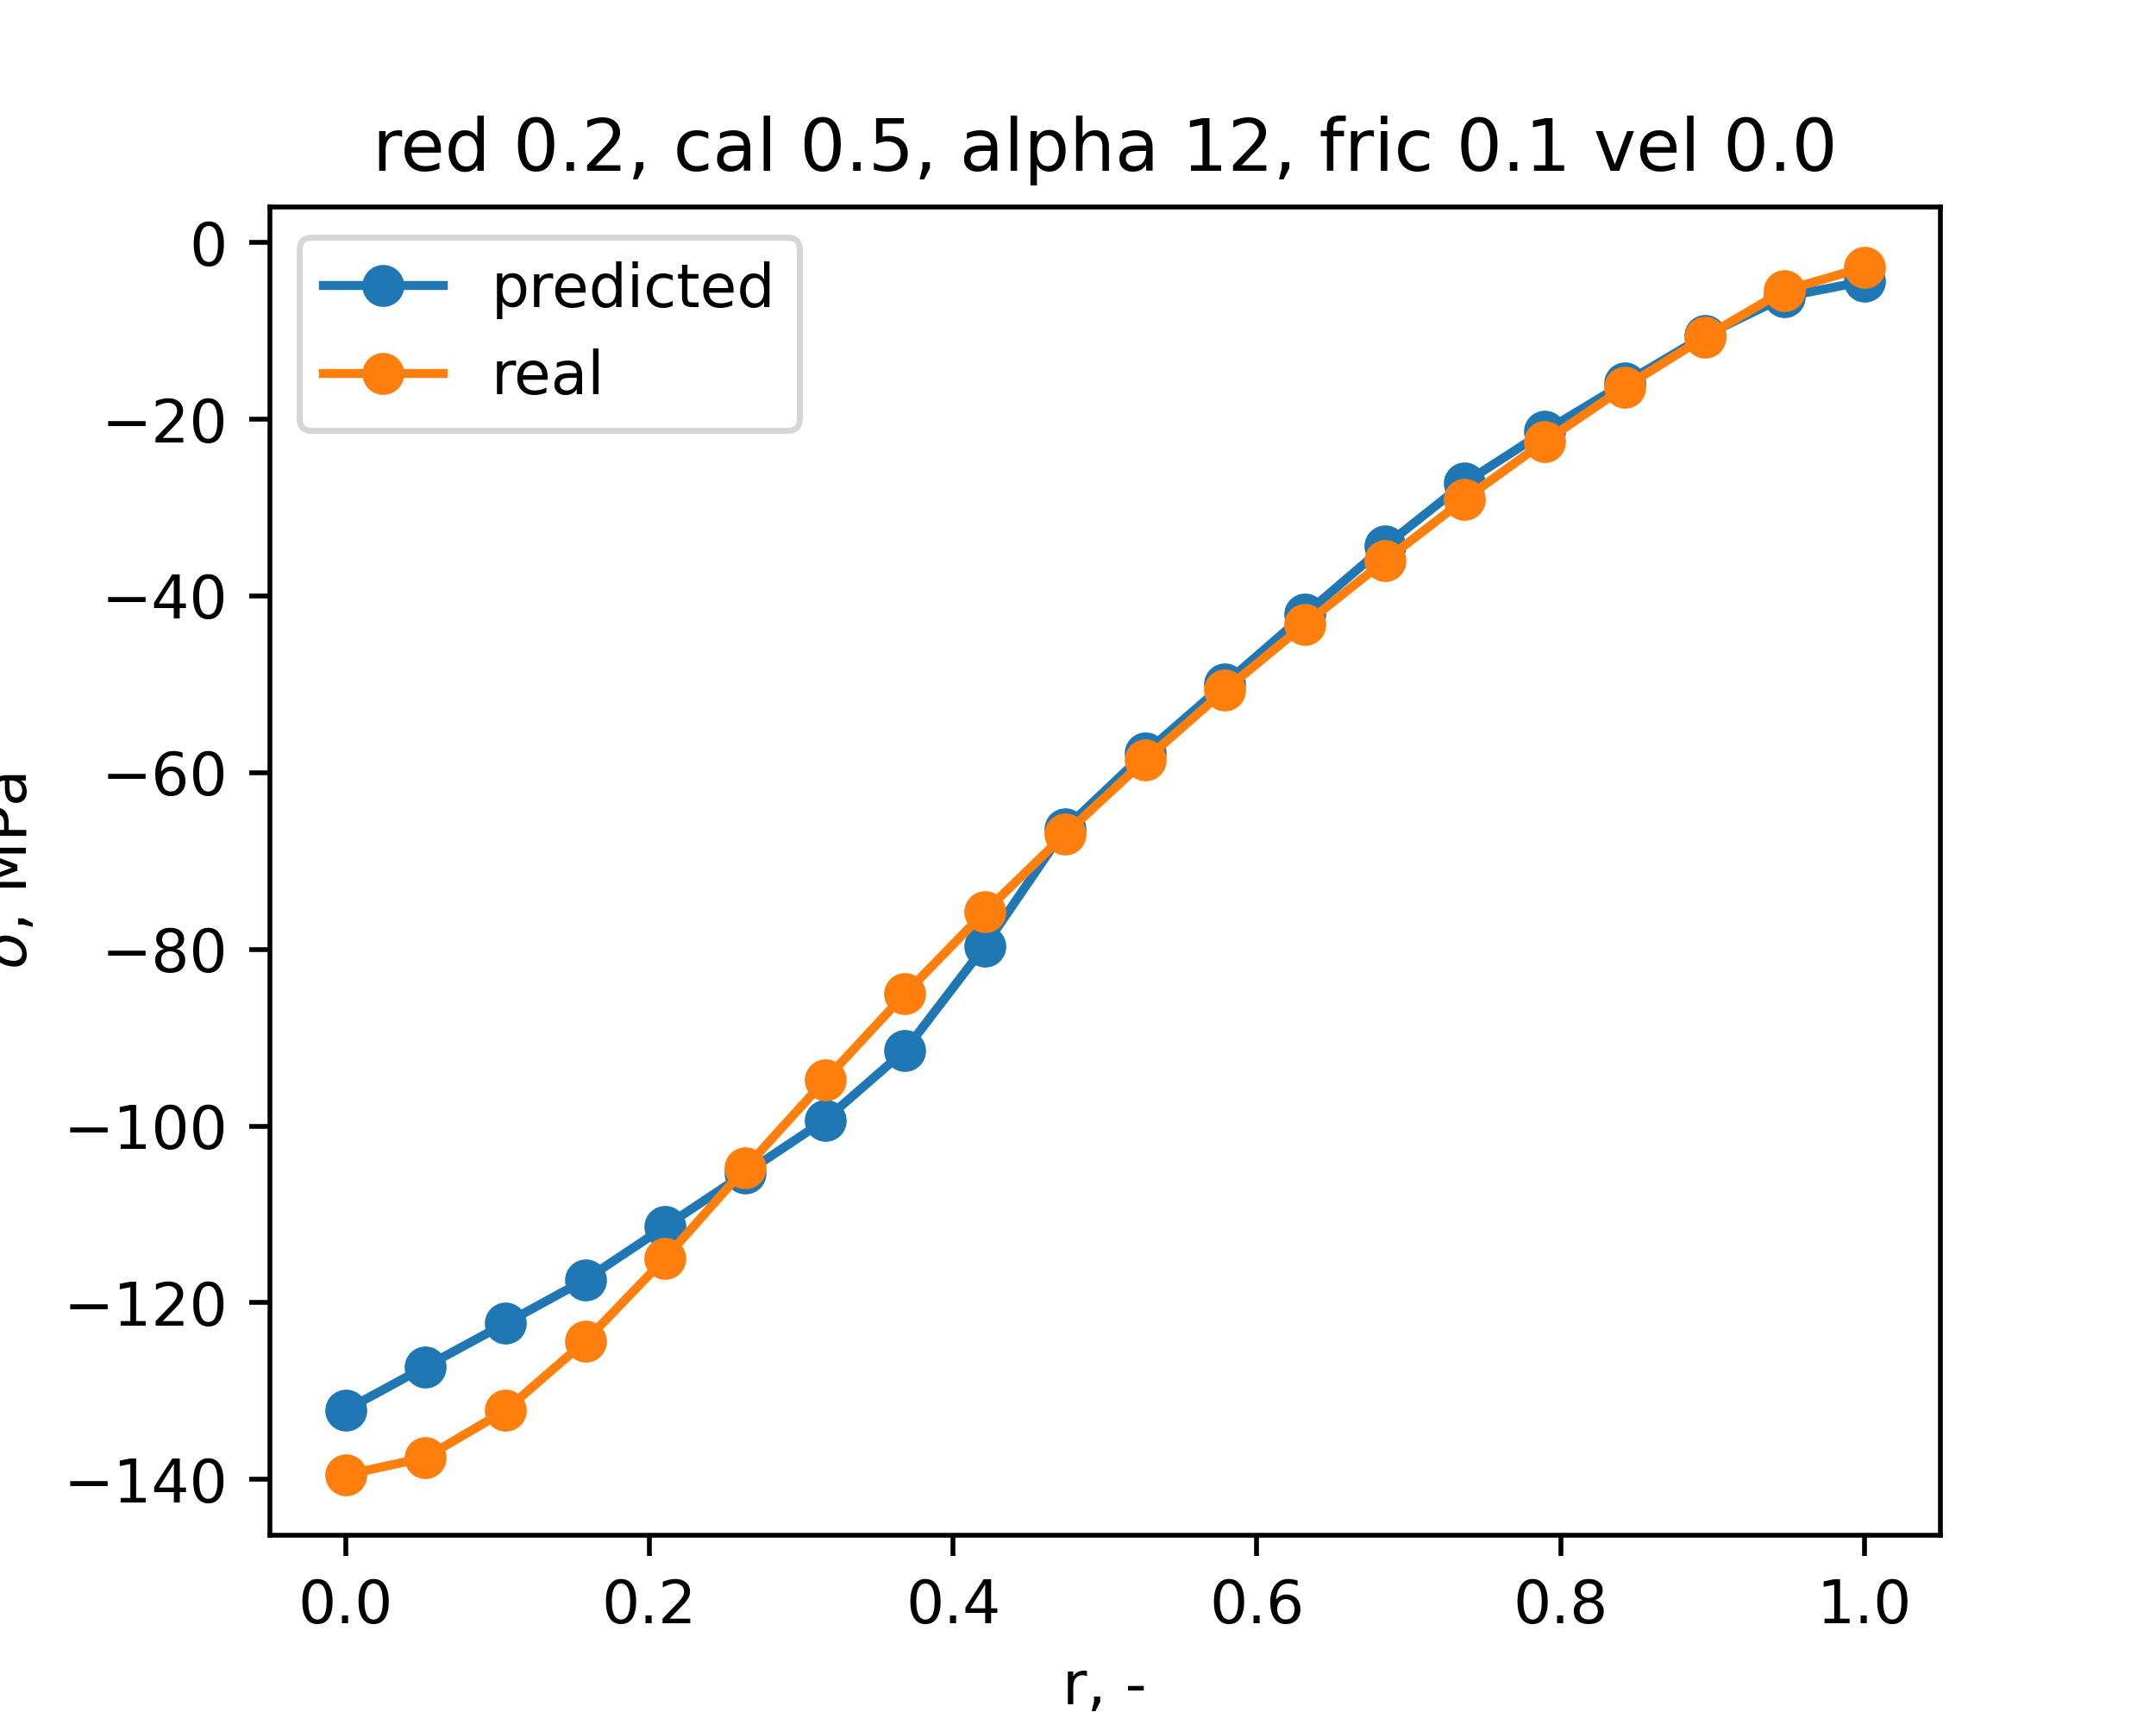 red 0.2, cal 0.5, alpha 12, fric 0.1 vel 0.0
predicted
real
0
−20
−40
−60
−80
−100
−120
−140
, MPa
0.0 0.2 0.4 0.6 0.8 1.0
r, -